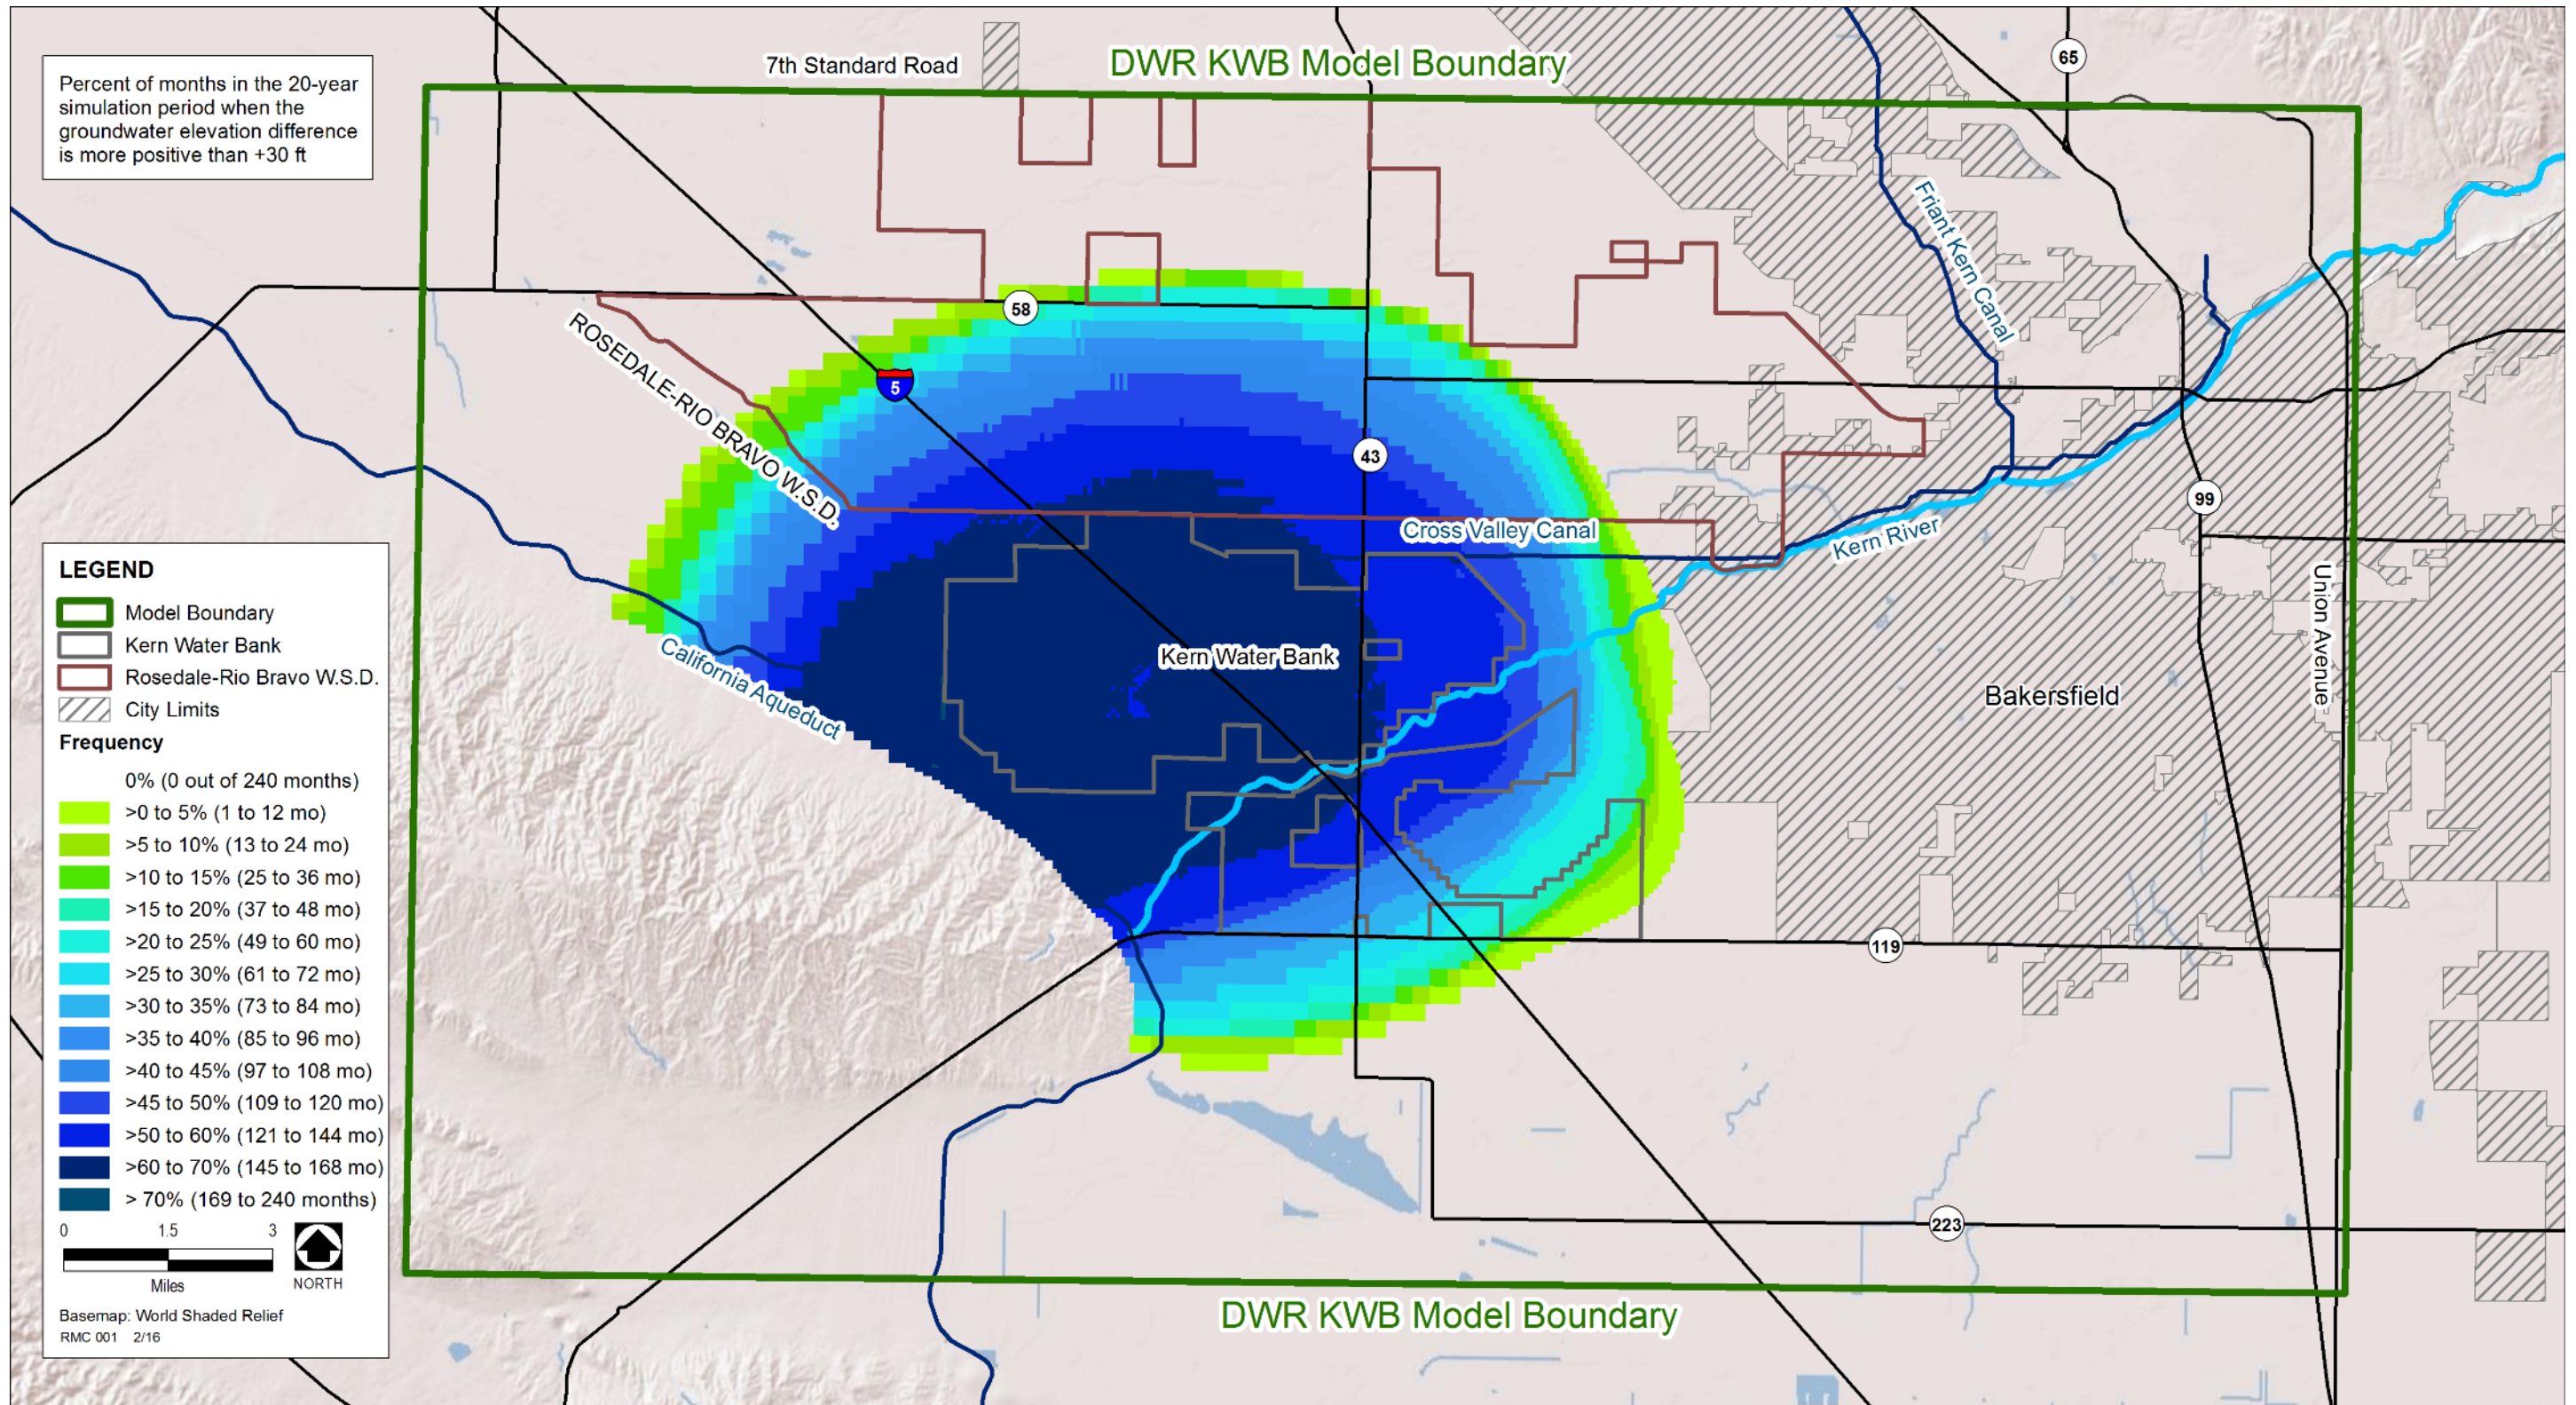 Percent of months in the 20-year
simulation period when the
groundwater elevation difference
is more positive than +30 ft
7th Standard Road
DWR KWB Model Boundary
65
Friant Kern Canal
58
ROSEDALE-RIO BRAVO W.S.D.
5
43
99
Cross Valley Canal
Kern River
Union Avenue
Kern Water Bank
California Aqueduct
Bakersfield
119
223
DWR KWB Model Boundary
LEGEND
Model Boundary
Kern Water Bank
Rosedale-Rio Bravo W.S.D.
City Limits
Frequency
0% (0 out of 240 months)
>0 to 5% (1 to 12 mo)
>5 to 10% (13 to 24 mo)
>10 to 15% (25 to 36 mo)
>15 to 20% (37 to 48 mo)
>20 to 25% (49 to 60 mo)
>25 to 30% (61 to 72 mo)
>30 to 35% (73 to 84 mo)
>35 to 40% (85 to 96 mo)
>40 to 45% (97 to 108 mo)
>45 to 50% (109 to 120 mo)
>50 to 60% (121 to 144 mo)
>60 to 70% (145 to 168 mo)
> 70% (169 to 240 months)
0 1.5 3
Miles
NORTH
Basemap: World Shaded Relief
RMC 001 2/16